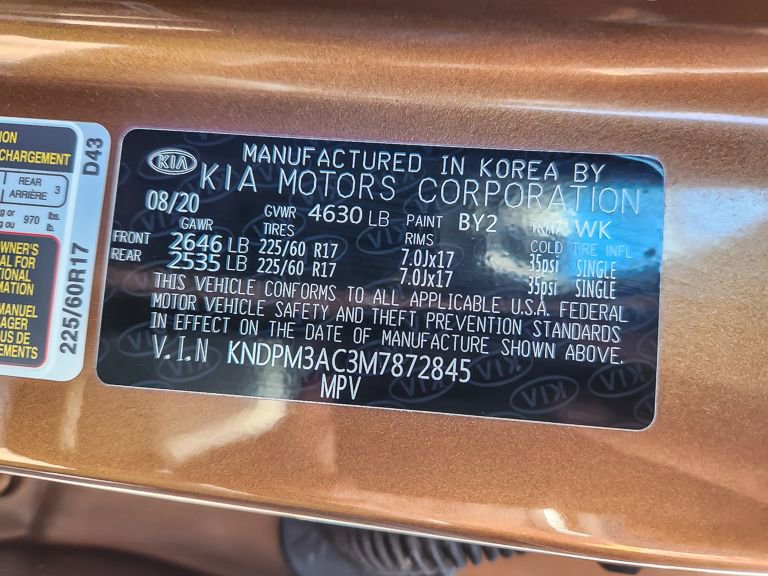 KIA
MANUFACTURED IN KOREA BY
KIA MOTORS CORPORATION
08/20 GVWR 4630 LB PAINT BY2 TRIM WK
GAWR TIRES RIMS COLD TIRE INFL
FRONT 2646 LB 225/60 R17 7.0Jx17 35psi SINGLE
REAR 2535 LB 225/60 R17 7.0Jx17 35psi SINGLE
THIS VEHICLE CONFORMS TO ALL APPLICABLE U.S.A. FEDERAL
MOTOR VEHICLE SAFETY AND THEFT PREVENTION STANDARDS
IN EFFECT ON THE DATE OF MANUFACTURE SHOWN ABOVE.
V.I.N KNDPM3AC3M7872845
MPV
CHARGEMENT
REAR 3
ARRIÈRE
970 lbs.
225/60R17
D43